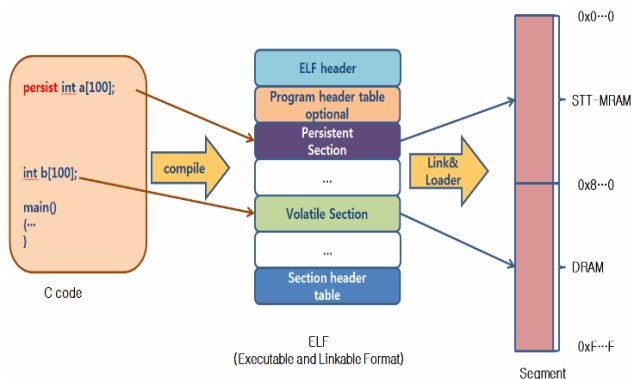 persist int a[100];
int b[100];
main()
{…
}
C code
compile
ELF header
Program header table
optional
Persistent
Section
...
Volatile Section
...
Section header
table
ELF
(Executable and Linkable Format)
Link&
Loader
0x0…0
STT-MRAM
0x8…0
DRAM
0xF…F
Segment